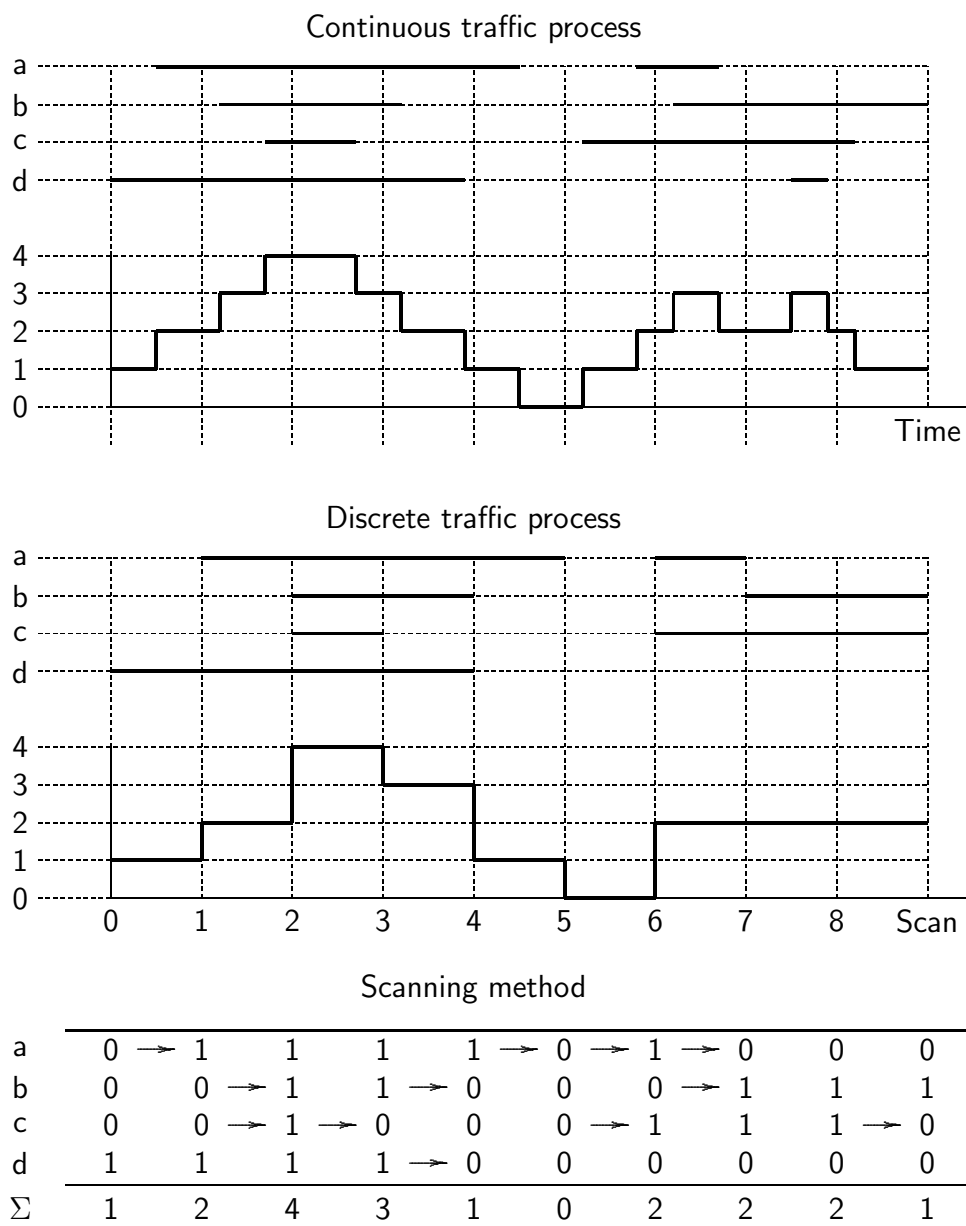 Continuous traffic process
a
b
c
d
4
3
2
1
0
Time
Discrete traffic process
a
b
c
d
4
3
2
1
0
0 1 2 3 4 5 6 7 8 Scan
Scanning method
a 0 → 1 1 1 1 → 0 → 1 → 0 0 0
b 0 0 → 1 1 → 0 0 0 → 1 1 1
c 0 0 → 1 → 0 0 0 → 1 1 1 → 0
d 1 1 1 1 → 0 0 0 0 0 0
Σ 1 2 4 3 1 0 2 2 2 1